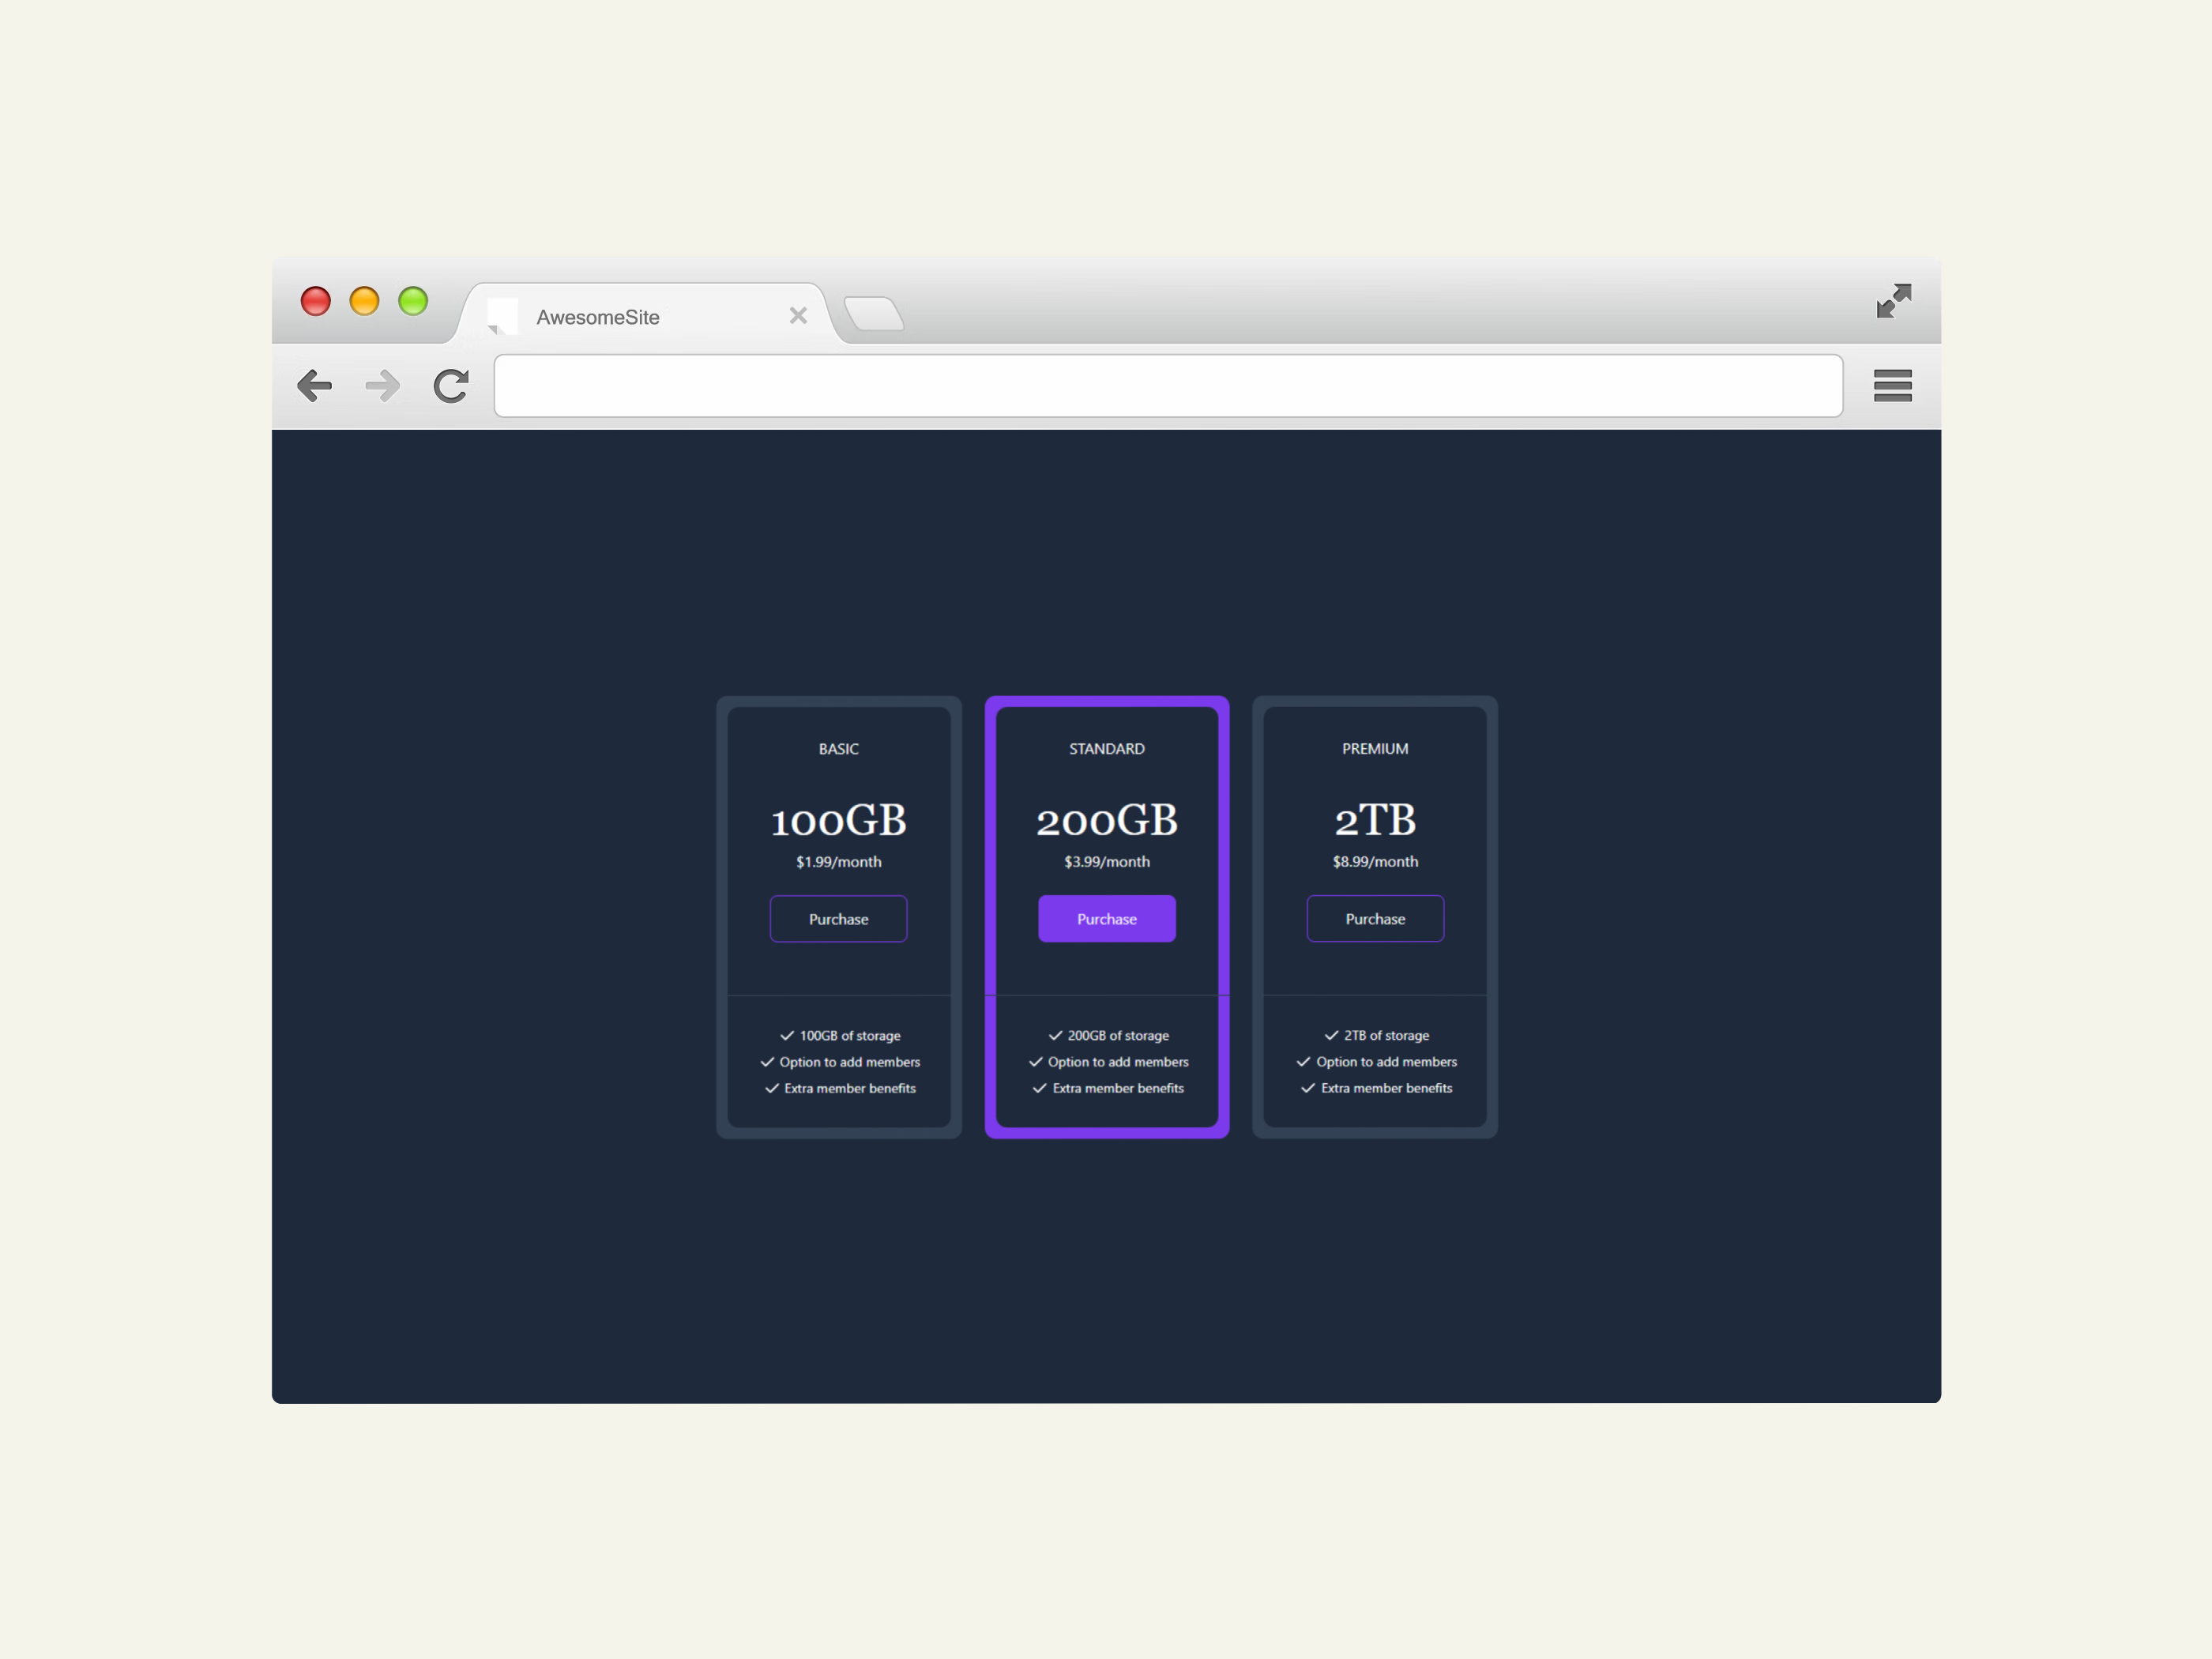 AwesomeSite
BASIC
100GB
$1.99/month
Purchase
100GB of storage
Option to add members
Extra member benefits
STANDARD
200GB
$3.99/month
Purchase
200GB of storage
Option to add members
Extra member benefits
PREMIUM
2TB
$8.99/month
Purchase
2TB of storage
Option to add members
Extra member benefits